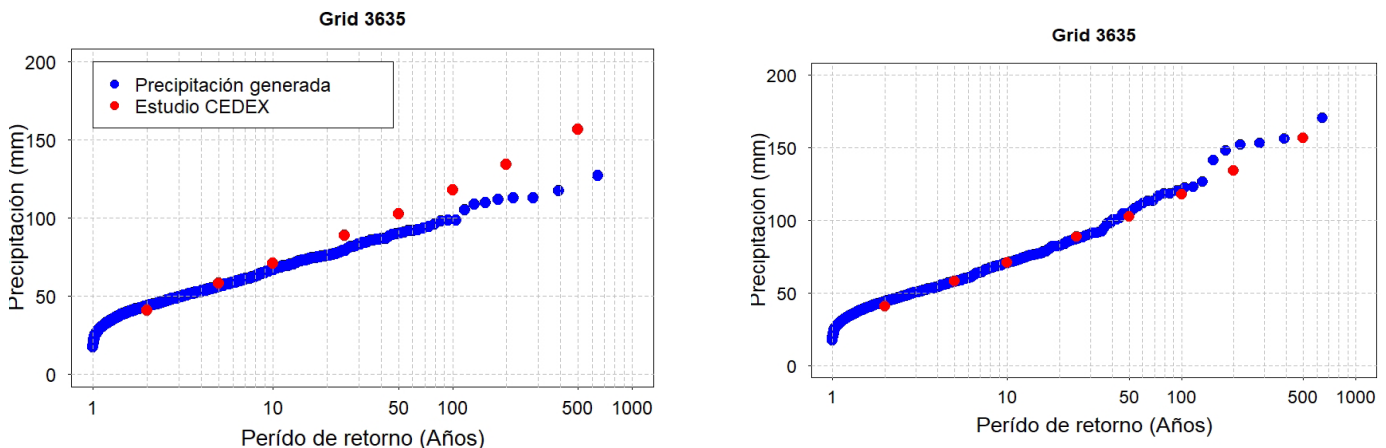 Grid 3635
200
150
100
50
0
Precipitación (mm)
Precipitación generada
Estudio CEDEX
1
10
50
100
500
1000
Perído de retorno (Años)
Grid 3635
200
150
100
50
0
Precipitación (mm)
1
10
50
100
500
1000
Perído de retorno (Años)